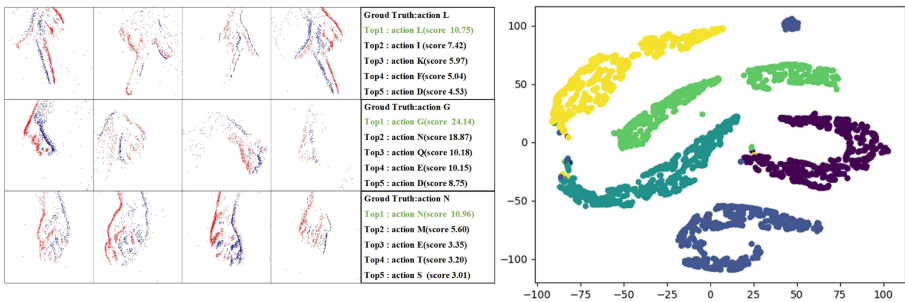 Groud Truth:action L
Top1 : action L(score 10.75)
Top2 : action I (score 7.42)
Top3 : action K(score 5.97)
Top4 : action F(score 5.04)
Top5 : action D(score 4.53)
Groud Truth:action G
Top1 : action G(score 24.14)
Top2 : action N(score 18.87)
Top3 : action Q(score 10.18)
Top4 : action E(score 10.15)
Top5 : action D(score 8.75)
Groud Truth:action N
Top1 : action N(score 10.96)
Top2 : action M(score 5.60)
Top3 : action E(score 3.35)
Top4 : action T(score 3.20)
Top5 : action S (score 3.01)
100
50
0
−50
−100
−100 −75 −50 −25 0 25 50 75 100